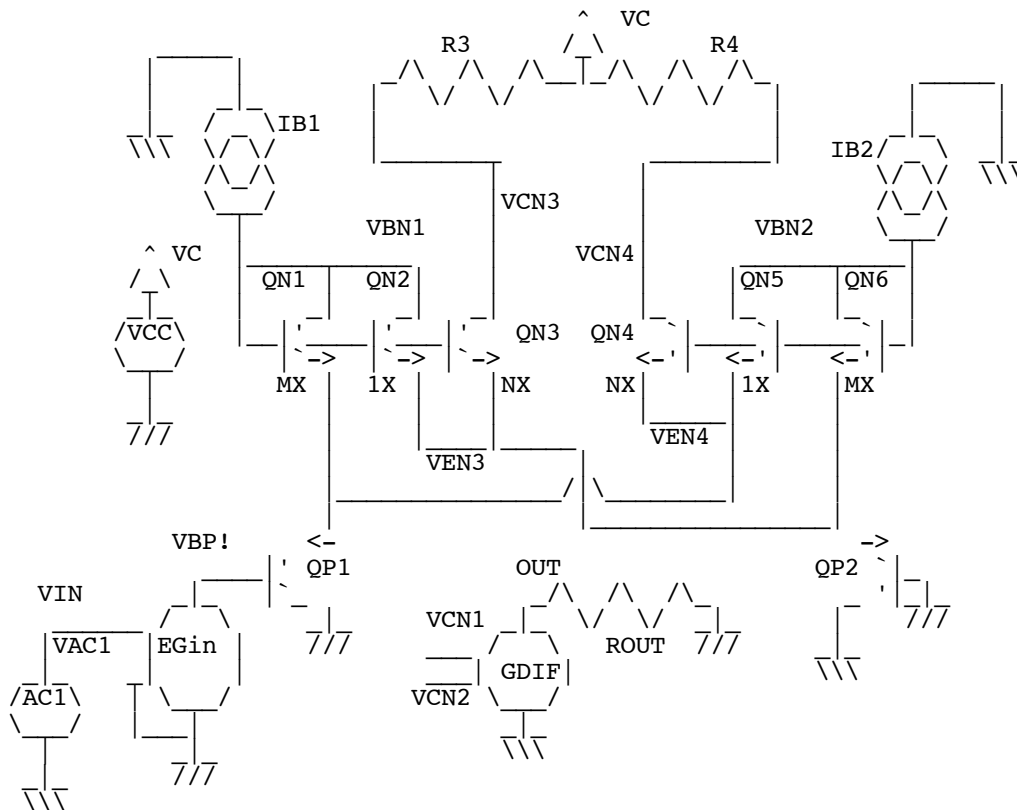 VC
R3 R4
IB1
IB2
VCN3
VBN1 VBN2
VC VCN4
QN1 QN2 QN5 QN6
VCC QN3 QN4
MX 1X NX NX 1X MX
VEN4
VEN3
VBP!
QP1 OUT QP2
VIN
VCN1
VAC1 EGin ROUT
GDIF
AC1 VCN2